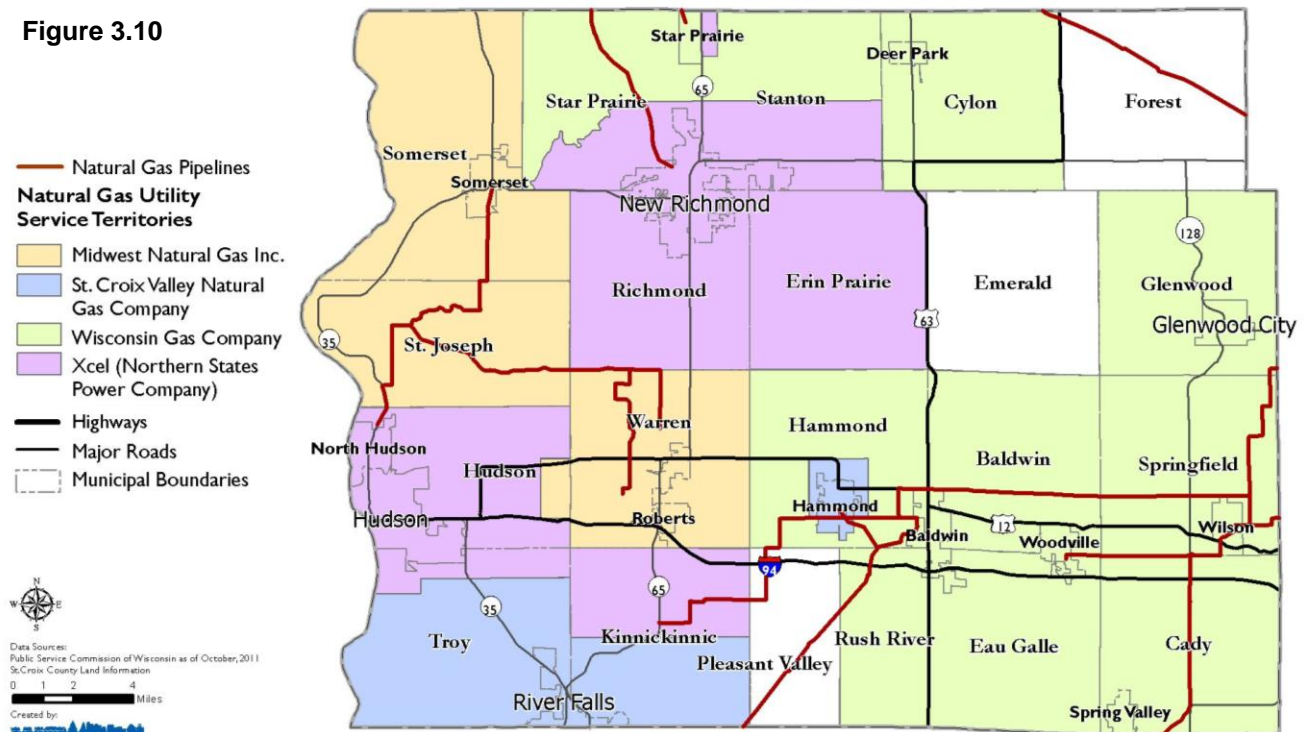 Figure 3.10
Natural Gas Pipelines
Natural Gas Utility
Service Territories
Midwest Natural Gas Inc.
St. Croix Valley Natural
Gas Company
Wisconsin Gas Company
Xcel (Northern States
Power Company)
Highways
Major Roads
Municipal Boundaries
N
W E
S
Data Sources:
Public Service Commission of Wisconsin as of October, 2011
St.Croix County Land Information
0 1 2 4
Miles
Created by:
Star Prairie
Deer Park
65
Star Prairie
Stanton
Cylon
Forest
Somerset
Somerset
New Richmond
128
Richmond
Erin Prairie
Emerald
Glenwood
63
Glenwood City
35
St. Joseph
Warren
Hammond
North Hudson
Hudson
Baldwin
Springfield
Hudson
Roberts
Hammond
Baldwin
12
Woodville
Wilson
94
65
35
Troy
Kinnickinnic
Pleasant Valley
Rush River
Eau Galle
Cady
River Falls
Spring Valley